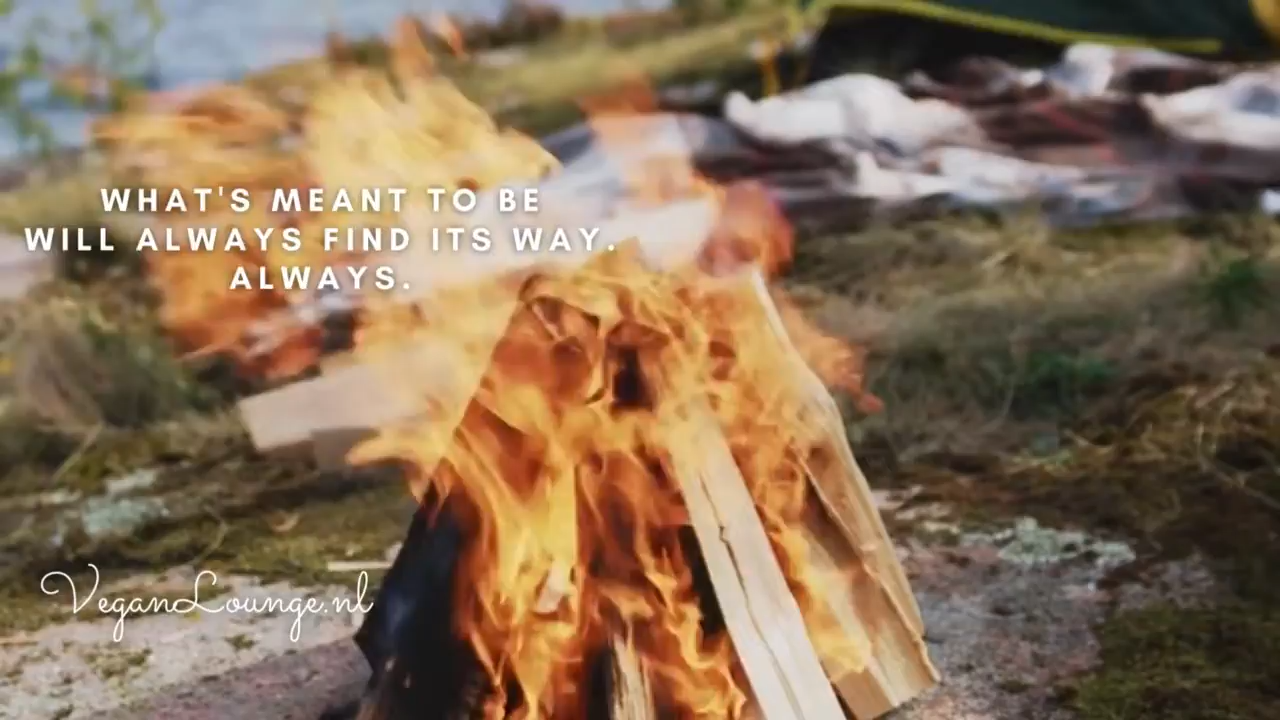 WHAT'S MEANT TO BE
WILL ALWAYS FIND ITS WAY.
ALWAYS.
VeganLounge.nl